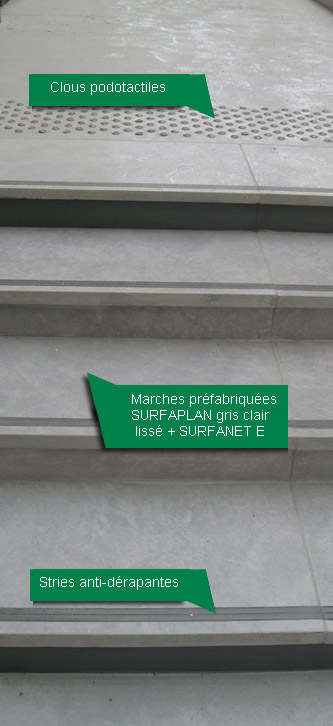 Clous podotactiles
Marches préfabriquées
SURFAPLAN gris clair
lissé + SURFANET E
Stries anti-dérapantes